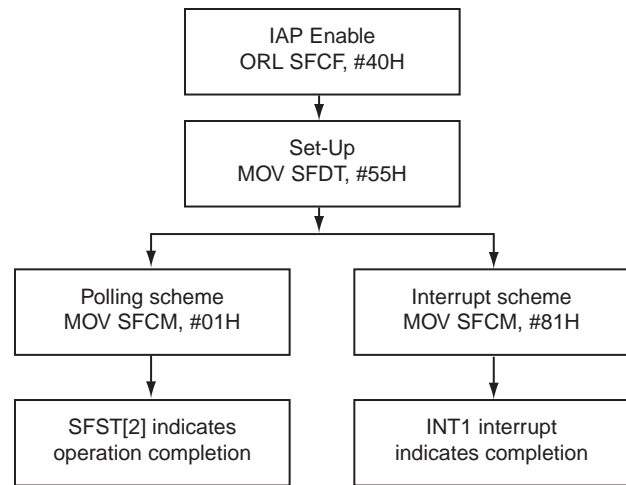 IAP Enable
ORL SFCF, #40H
Set-Up
MOV SFDT, #55H
Polling scheme
MOV SFCM, #01H
Interrupt scheme
MOV SFCM, #81H
SFST[2] indicates
operation completion
INT1 interrupt
indicates completion